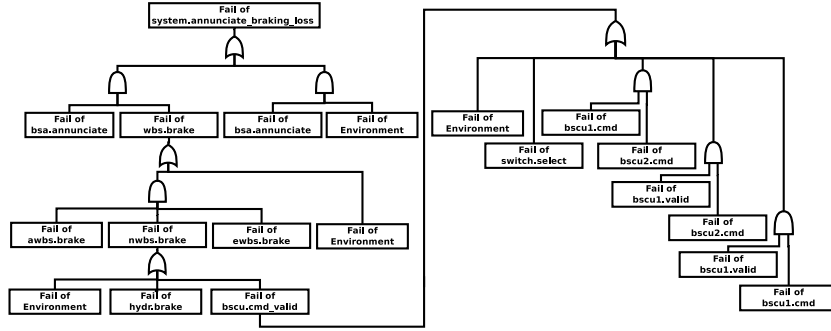 Fail of
system.annunciate_braking_loss
Fail of
bsa.annunciate
Fail of
wbs.brake
Fail of
bsa.annunciate
Fail of
Environment
Fail of
awbs.brake
Fail of
nwbs.brake
Fail of
ewbs.brake
Fail of
Environment
Fail of
Environment
Fail of
hydr.brake
Fail of
bscu.cmd_valid
Fail of
Environment
Fail of
switch.select
Fail of
bscu1.cmd
Fail of
bscu2.cmd
Fail of
bscu1.valid
Fail of
bscu2.cmd
Fail of
bscu1.valid
Fail of
bscu1.cmd